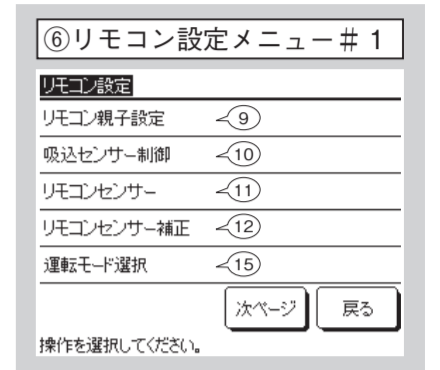 ⑥リモコン設定メニュー＃１
リモコン設定
リモコン親子設定 ⑨
吸込センサー制御 ⑩
リモコンセンサー ⑪
リモコンセンサー補正 ⑫
運転モード選択 ⑮
次ページ 戻る
操作を選択してください。